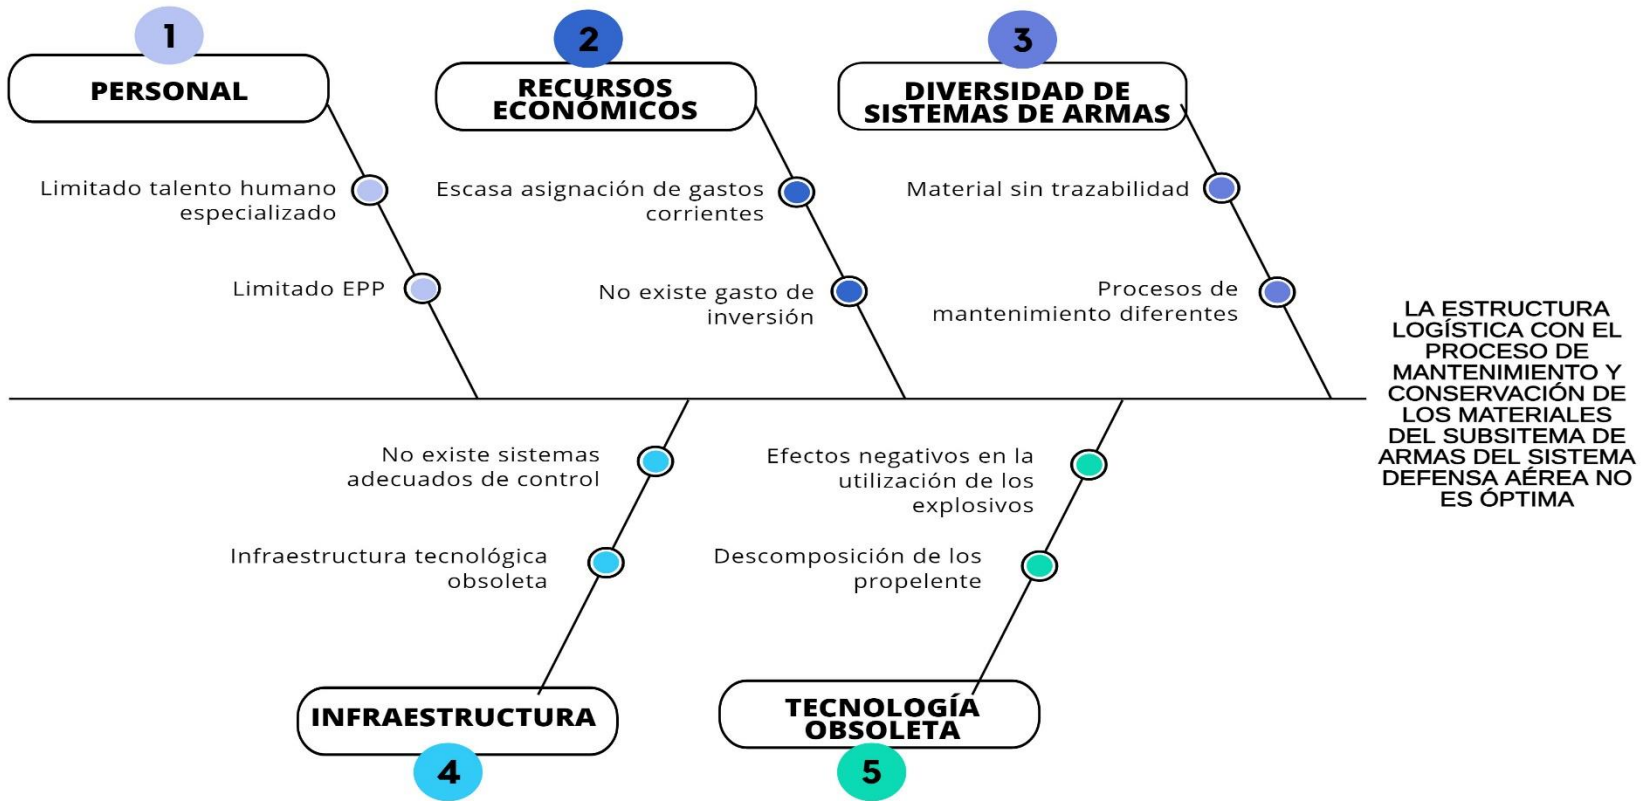 1
PERSONAL
Limitado talento humano
especializado
Limitado EPP
2
RECURSOS
ECONÓMICOS
Escasa asignación de gastos
corrientes
No existe gasto de
inversión
3
DIVERSIDAD DE
SISTEMAS DE ARMAS
Material sin trazabilidad
Procesos de
mantenimiento diferentes
LA ESTRUCTURA
LOGÍSTICA CON EL
PROCESO DE
MANTENIMIENTO Y
CONSERVACIÓN DE
LOS MATERIALES
DEL SUBSITEMA DE
ARMAS DEL SISTEMA
DEFENSA AÉREA NO
ES ÓPTIMA
No existe sistemas
adecuados de control
Infraestructura tecnológica
obsoleta
INFRAESTRUCTURA
4
Efectos negativos en la
utilización de los
explosivos
Descomposición de los
propelente
TECNOLOGÍA
OBSOLETA
5